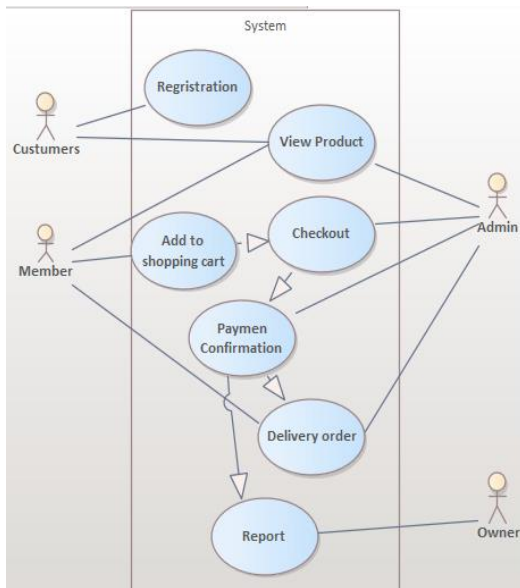 System
Regristration
Custumers
View Product
Admin
Member
Add to
shopping cart
Checkout
Paymen
Confirmation
Delivery order
Report
Owner